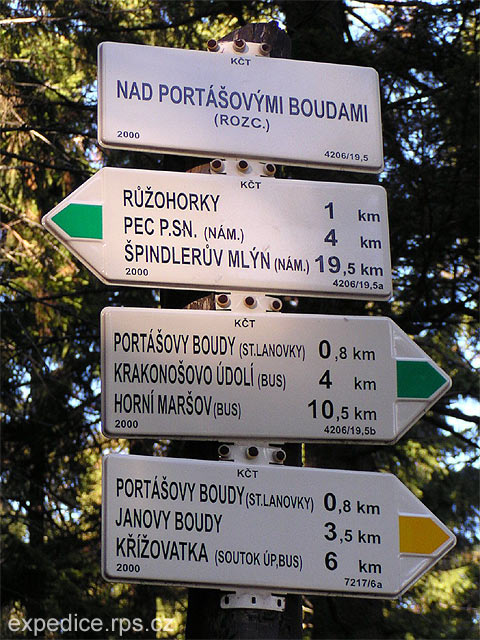 KČT
NAD PORTÁŠOVÝMI BOUDAMI
(ROZC.)
2000 4206/19,5
KČT
RŮŽOHORKY 1 km
PEC P.SN. (NÁM.) 4 km
ŠPINDLERŮV MLÝN (NÁM.) 19,5 km
2000 4206/19,5a
KČT
PORTÁŠOVY BOUDY (ST.LANOVKY) 0,8 km
KRAKONOŠOVO ÚDOLÍ (BUS) 4 km
HORNÍ MARŠOV (BUS) 10,5 km
2000 4206/19,5b
KČT
PORTÁŠOVY BOUDY (ST.LANOVKY) 0,8 km
JANOVY BOUDY 3,5 km
KŘÍŽOVATKA (SOUTOK ÚP,BUS) 6 km
2000 7217/6a
expedice.rps.cz